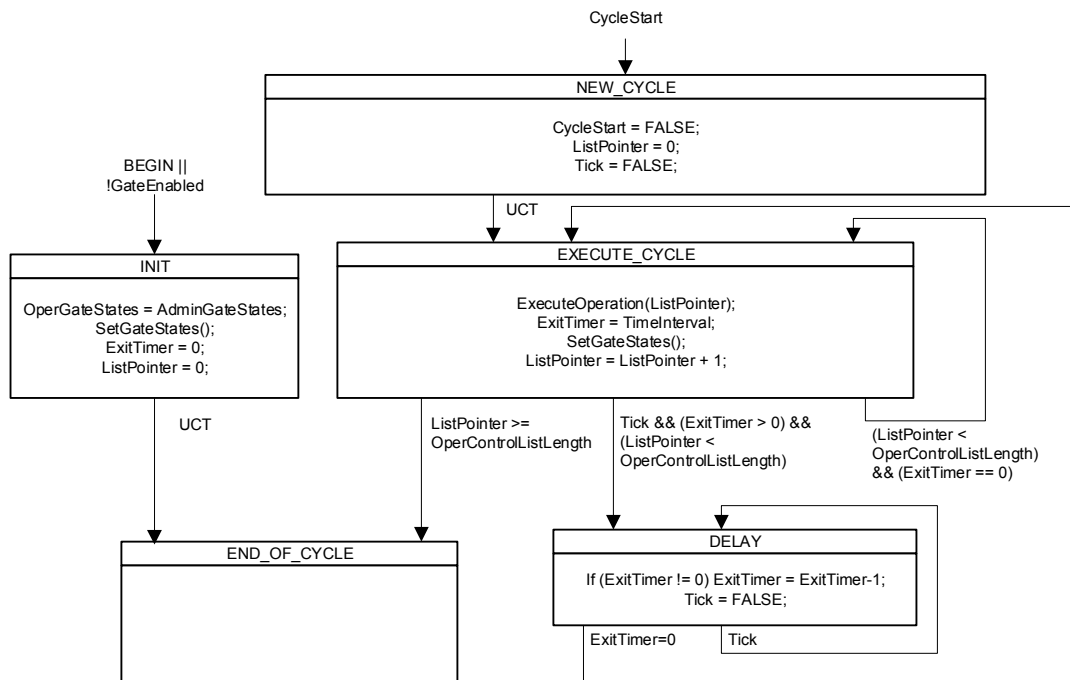 CycleStart
NEW_CYCLE
CycleStart = FALSE;
ListPointer = 0;
Tick = FALSE;
BEGIN ||
!GateEnabled
UCT
INIT
OperGateStates = AdminGateStates;
SetGateStates();
ExitTimer = 0;
ListPointer = 0;
EXECUTE_CYCLE
ExecuteOperation(ListPointer);
ExitTimer = TimeInterval;
SetGateStates();
ListPointer = ListPointer + 1;
UCT
ListPointer >=
OperControlListLength
Tick && (ExitTimer > 0) &&
(ListPointer <
OperControlListLength)
(ListPointer <
OperControlListLength)
&& (ExitTimer == 0)
END_OF_CYCLE
DELAY
If (ExitTimer != 0) ExitTimer = ExitTimer-1;
Tick = FALSE;
ExitTimer=0
Tick